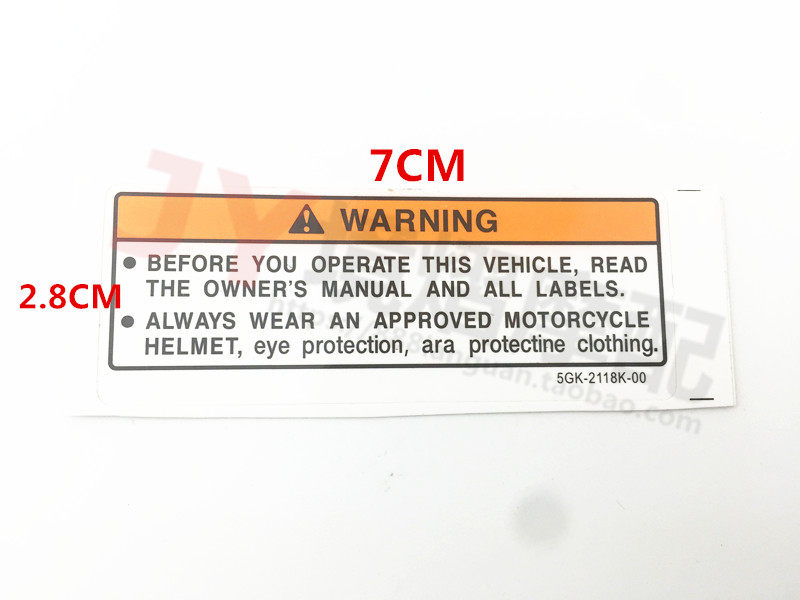 7CM
WARNING
2.8CM
• BEFORE YOU OPERATE THIS VEHICLE, READ
THE OWNER'S MANUAL AND ALL LABELS.
• ALWAYS WEAR AN APPROVED MOTORCYCLE
HELMET, eye protection, ara protectine clothing.
5GK-2118K-00
JY